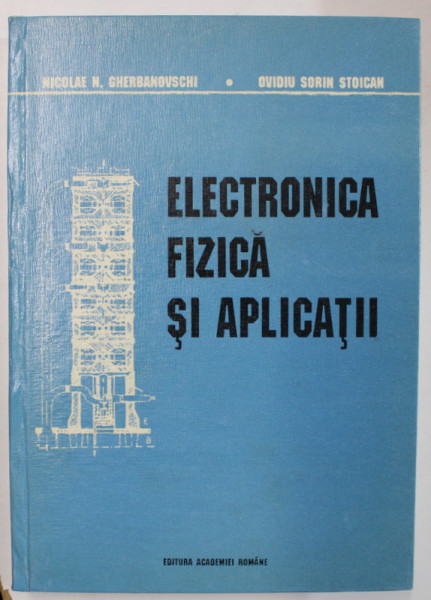 NICOLAE N. GHERBANOVSCHI • OVIDIU SORIN STOICAN
ELECTRONICA
FIZICĂ
ŞI APLICAŢII
EDITURA ACADEMIEI ROMÂNE